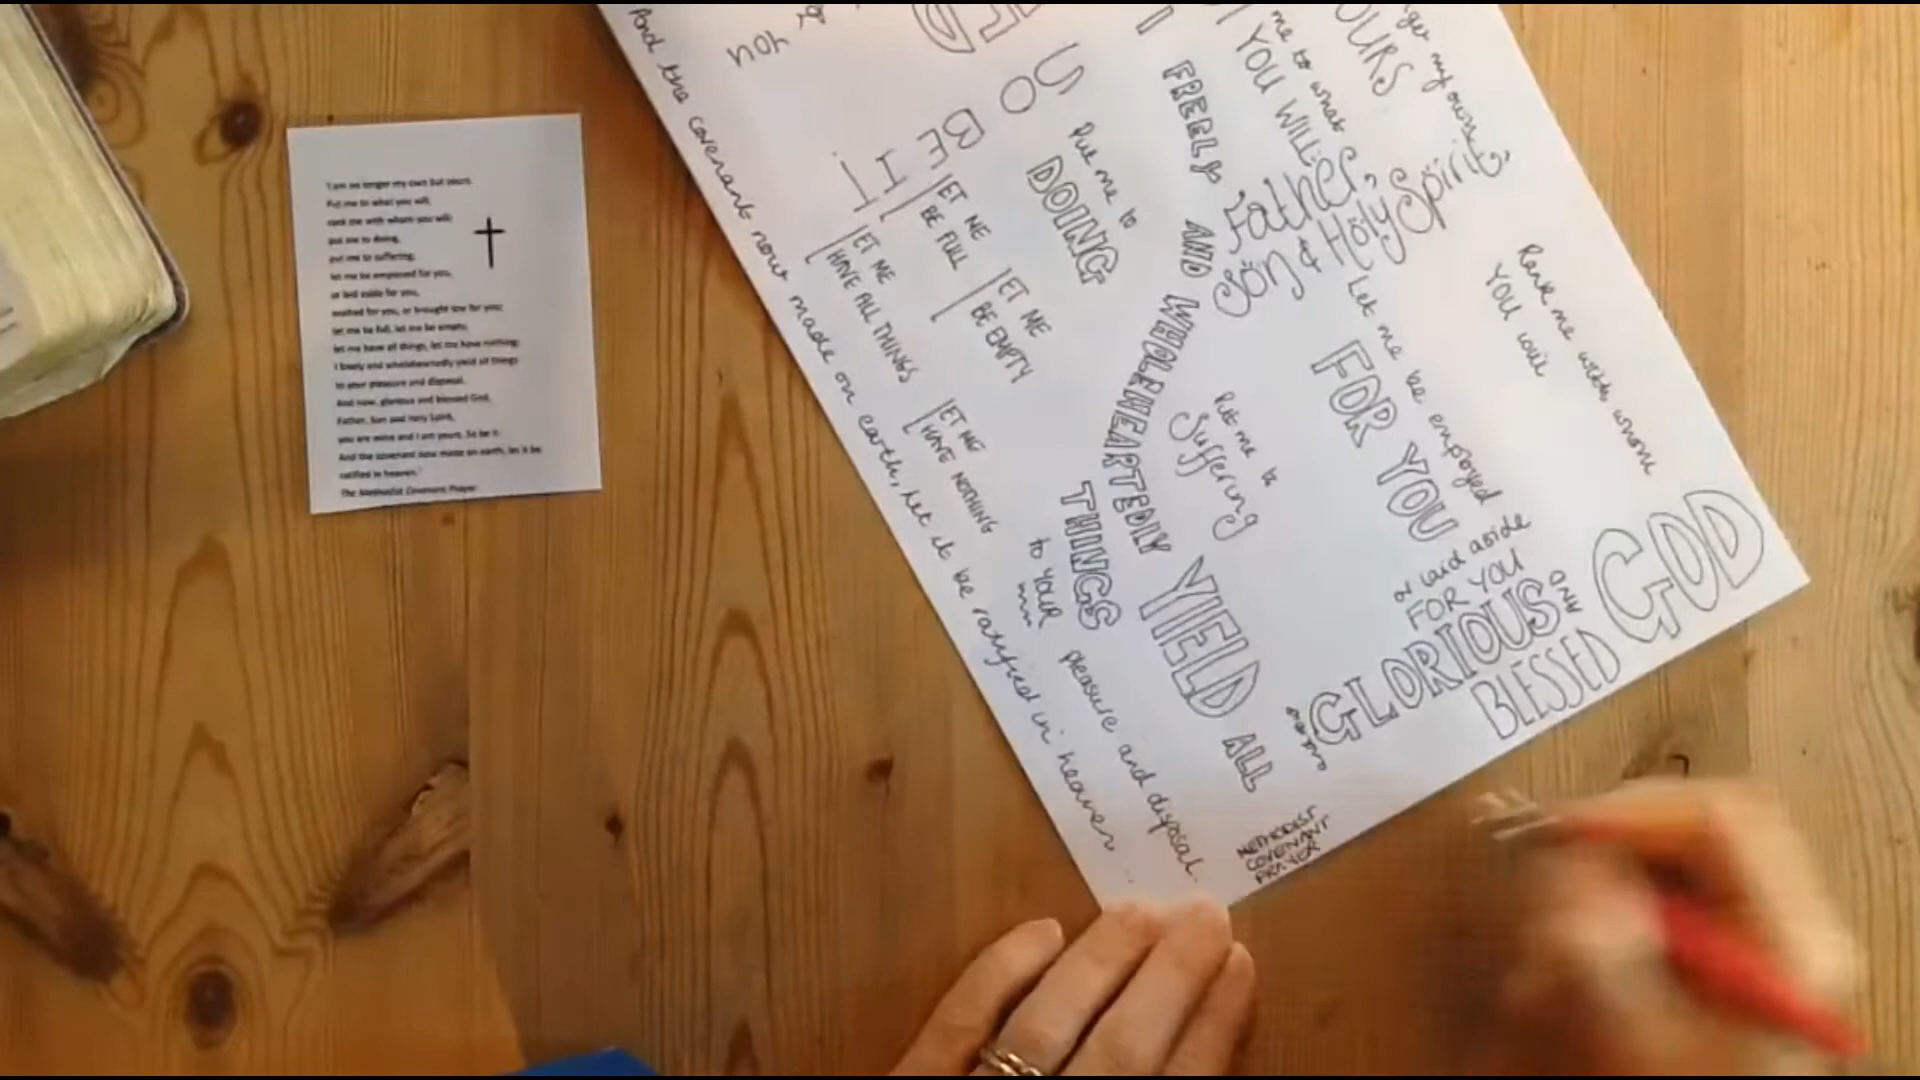 'I am no longer my own but yours.
Put me to what you will,
rank me with whom you will;
put me to doing,
put me to suffering;
let me be employed for you,
or laid aside for you,
exalted for you, or brought low for you;
let me be full, let me be empty,
let me have all things, let me have nothing;
I freely and wholeheartedly yield all things
to your pleasure and disposal.
And now, glorious and blessed God,
Father, Son and Holy Spirit,
you are mine and I am yours. So be it.
And the covenant now made on earth, let it be
ratified in heaven.'
The Methodist Covenant Prayer
my own
OURS
me to what
YOU WILL
Rank me with whom
YOU will
Father,
Son + Holy Spirit,
Let me be employed
FOR YOU
or laid aside
FOR YOU
Put me to
DOING
Put me to
Suffering
SO
BE
IT
LET ME
BE FULL
LET ME
BE EMPTY
LET ME
HAVE ALL THINGS
LET ME
HAVE NOTHING
I
FREELY
AND WHOLEHEARTEDLY
YIELD
ALL
THINGS
to YOUR
pleasure and disposal.
GLORIOUS
AND
BLESSED
GOD
And the covenant now made on earth, let it be ratified in heaven
METHODIST
COVENANT
PRAYER